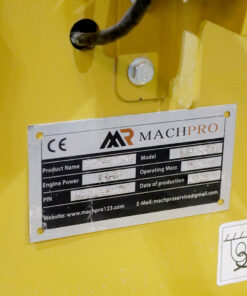 CE MR MACHPRO
Product Name Model
Engine Power Operating Mass
PIN Date of production
Website: www.machpro123.com E-Mail: machproservice@gmail.com